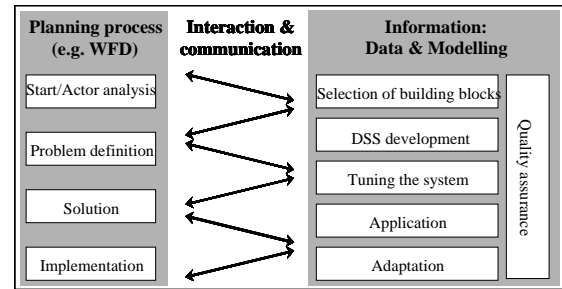 Planning process
(e.g. WFD)
Interaction &
communication
Information:
Data & Modelling
Start/Actor analysis
Problem definition
Solution
Implementation
Selection of building blocks
DSS development
Tuning the system
Application
Adaptation
Quality assurance